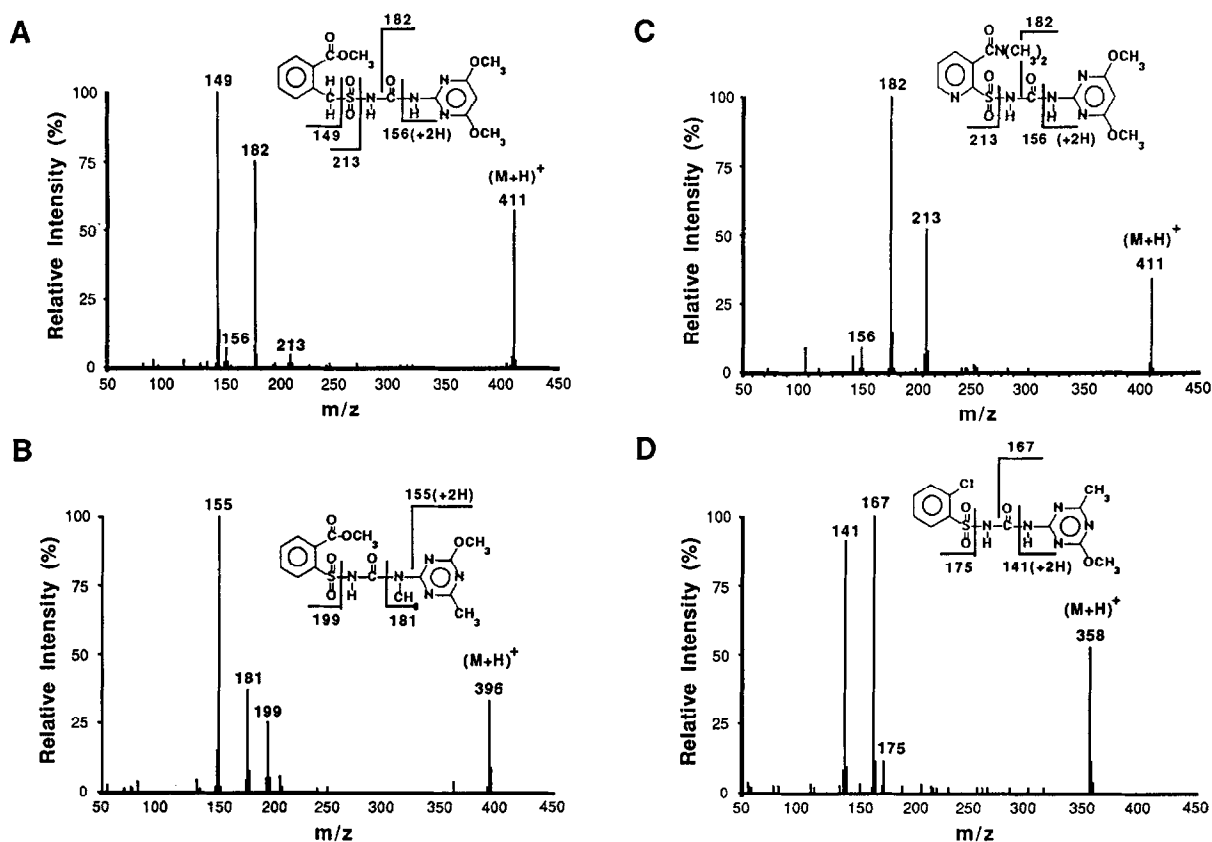 A
Relative Intensity (%)
100
75
50
25
0
149
182
156
213
(M+H)+
411
182
O
C
OCH3
OCH3
H
C
H
O
S
O
N
H
O
C
N
H
N
N
OCH3
149
213
156(+2H)
50 100 150 200 250 300 350 400 450
m/z
C
Relative Intensity (%)
100
75
50
25
0
182
213
156
(M+H)+
411
182
O
C
N(CH3)2
OCH3
N
O
S
O
N
H
O
C
N
H
N
N
OCH3
213
156 (+2H)
50 100 150 200 250 300 350 400 450
m/z
B
Relative Intensity (%)
100
75
50
25
0
155
181
199
(M+H)+
396
155(+2H)
O
C
OCH3
OCH3
O
S
O
N
H
O
C
N
CH
N
N
N
CH3
199
181
50 100 150 200 250 300 350 400 450
m/z
D
Relative Intensity (%)
100
75
50
25
0
141
167
175
(M+H)+
358
167
Cl
CH3
O
S
O
N
H
O
C
N
H
N
N
N
OCH3
175
141(+2H)
50 100 150 200 250 300 350 400 450
m/z